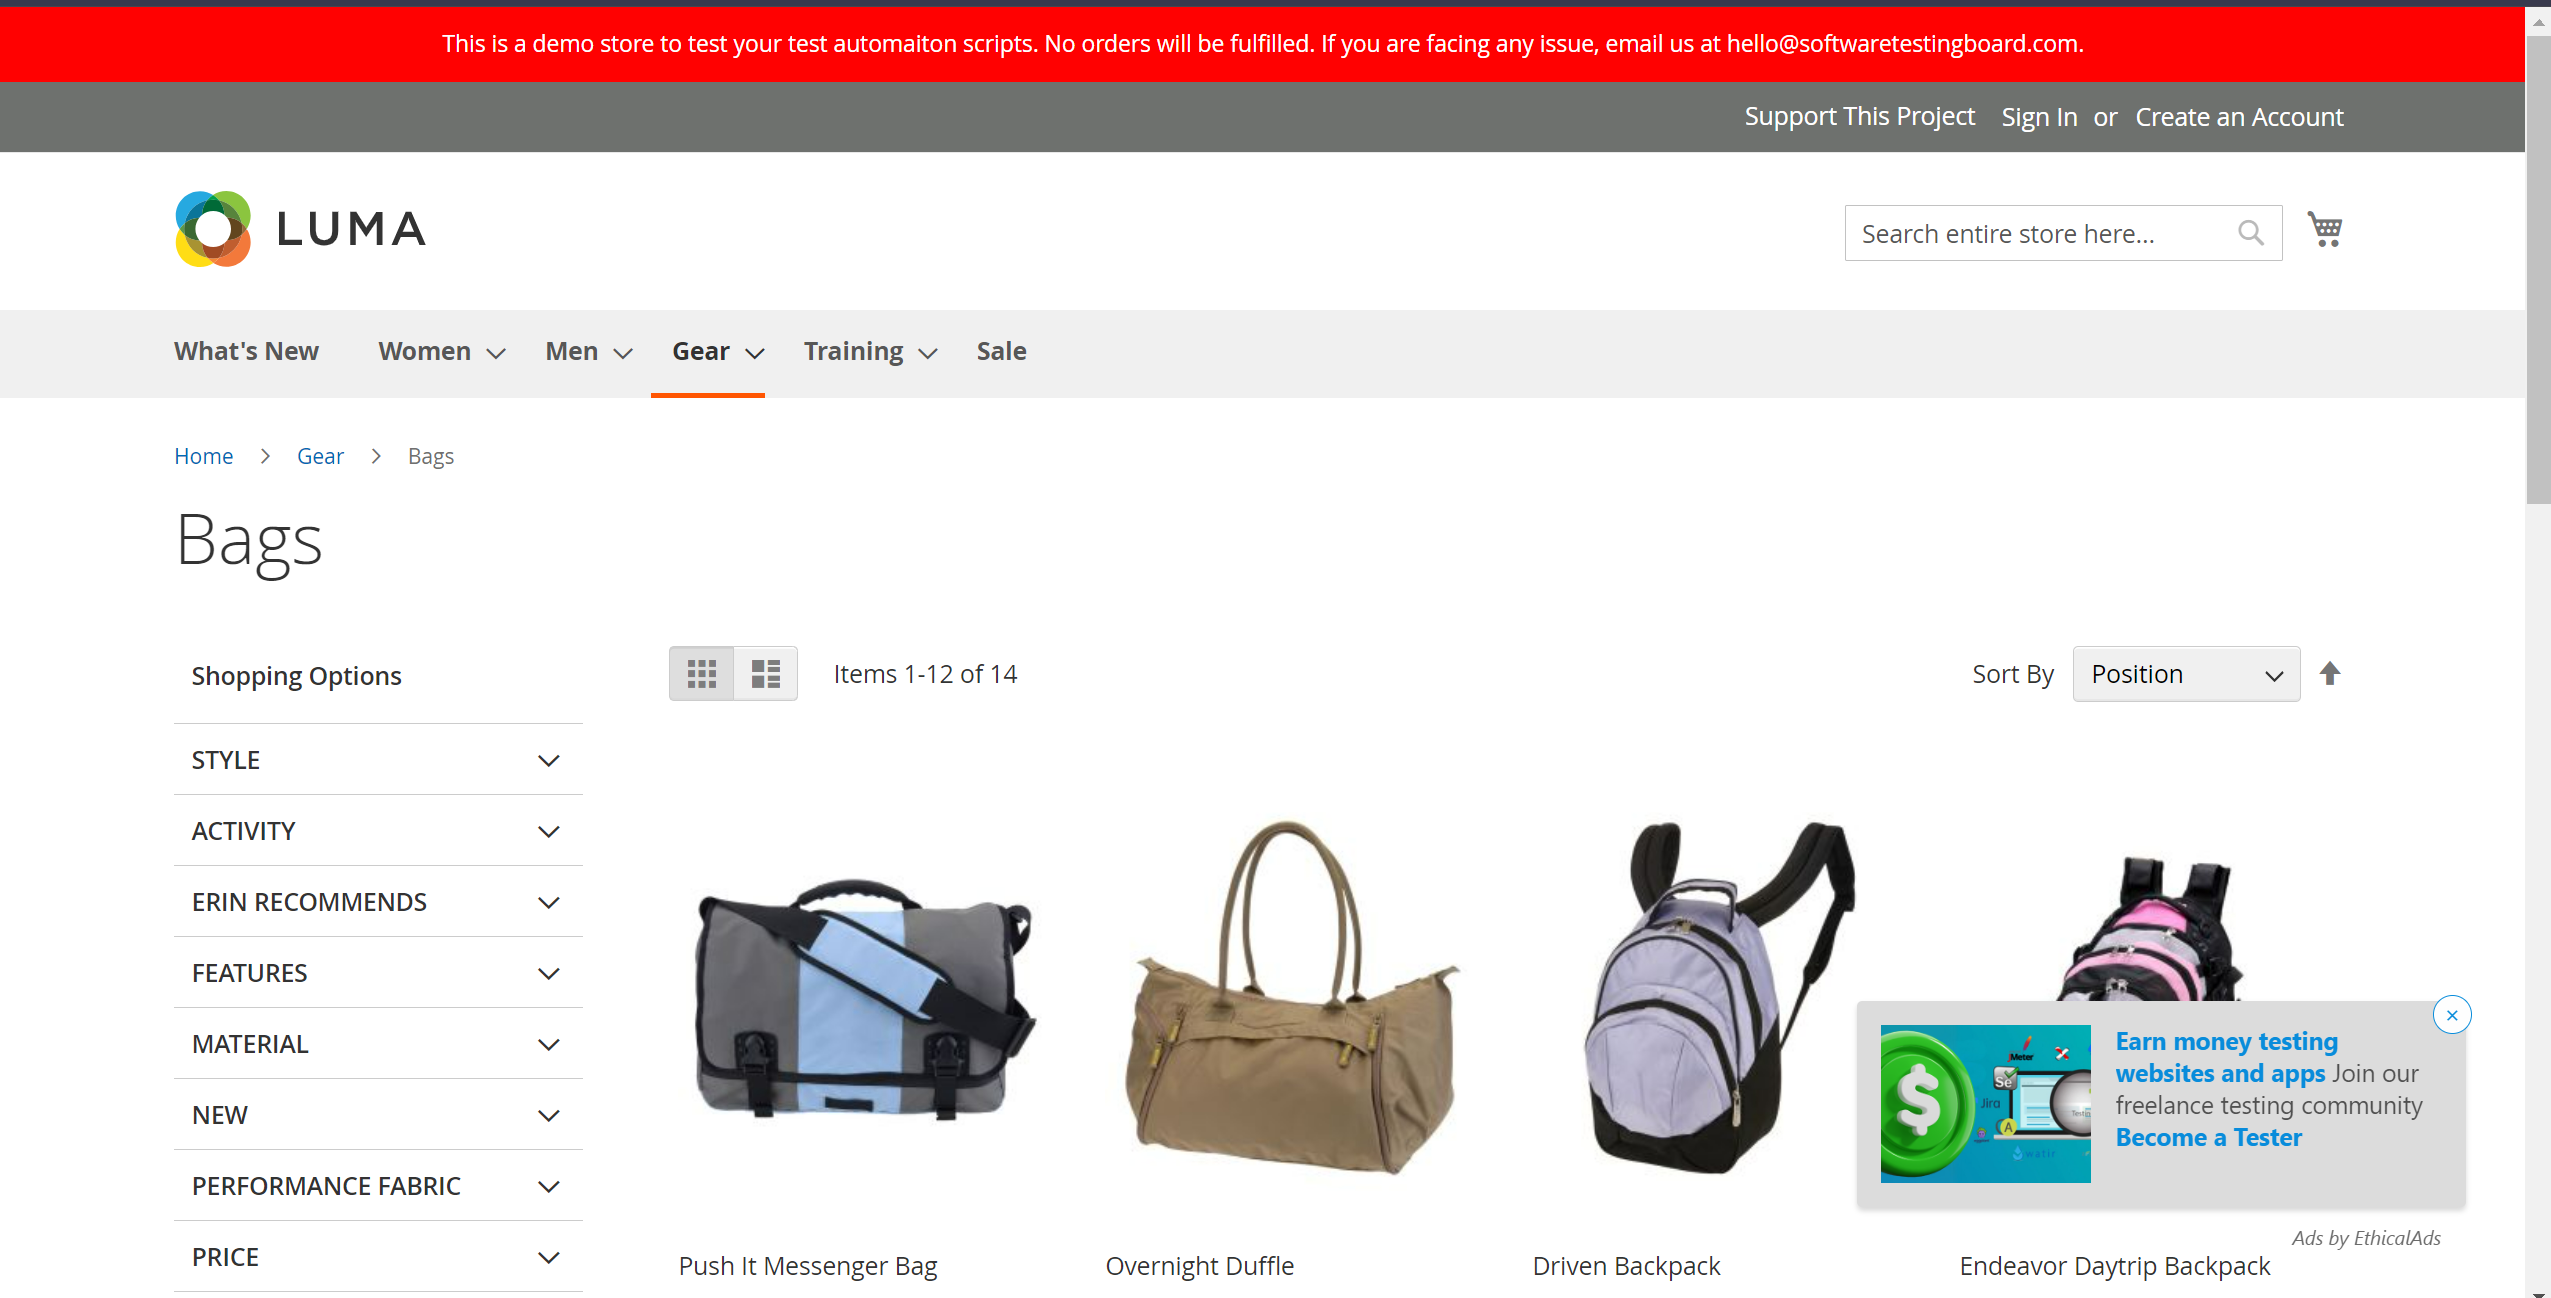 This is a demo store to test your test automaiton scripts. No orders will be fulfilled. If you are facing any issue, email us at hello@softwaretestingboard.com.
Support This Project Sign In or Create an Account
LUMA
Search entire store here...
What's New Women Men Gear Training Sale
Home Gear Bags
Bags
Shopping Options
Items 1-12 of 14
Sort By Position
STYLE
ACTIVITY
ERIN RECOMMENDS
FEATURES
MATERIAL
NEW
PERFORMANCE FABRIC
PRICE
Push It Messenger Bag
Overnight Duffle
Driven Backpack
Endeavor Daytrip Backpack
JMeter
Se
Jira
A
watir
Earn money testing
websites and apps Join our
freelance testing community
Become a Tester
Ads by EthicalAds